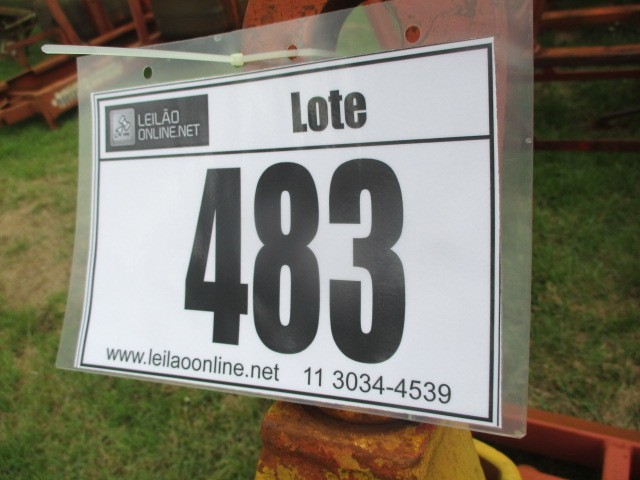 LEILÃO
ONLINE.NET
Lote
483
www.leilaoonline.net 11 3034-4539